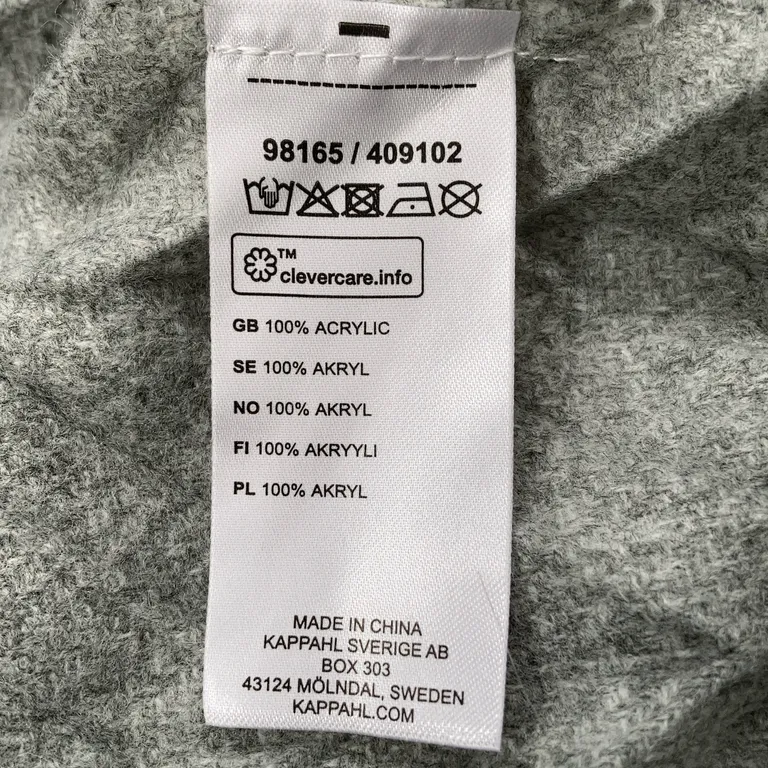 98165 / 409102
TM
clevercare.info
GB 100% ACRYLIC
SE 100% AKRYL
NO 100% AKRYL
FI 100% AKRYYLI
PL 100% AKRYL
MADE IN CHINA
KAPPAHL SVERIGE AB
BOX 303
43124 MÖLNDAL, SWEDEN
KAPPAHL.COM